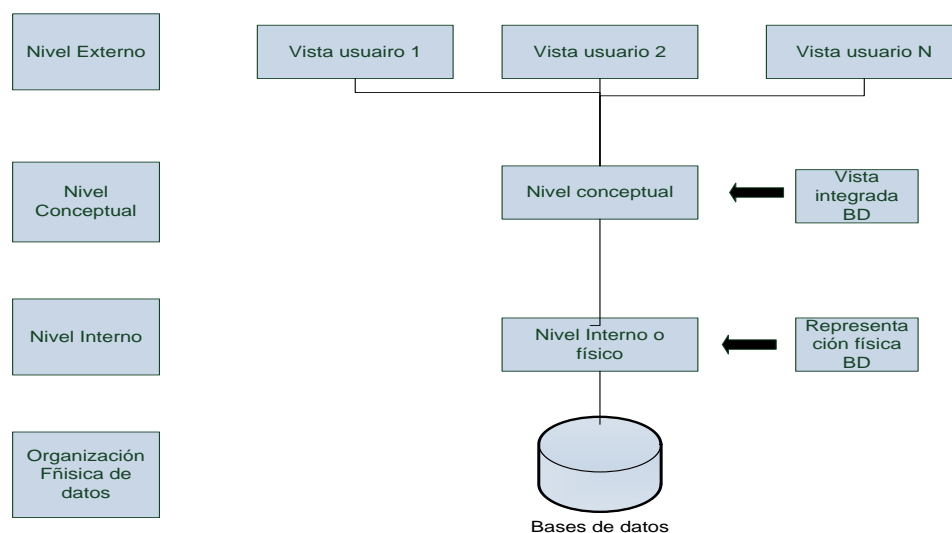 Nivel Externo
Vista usuairo 1
Vista usuario 2
Vista usuario N
Nivel
Conceptual
Nivel conceptual
Vista
integrada
BD
Nivel Interno
Nivel Interno o
físico
Representa
ción física
BD
Organización
Fñisica de
datos
Bases de datos